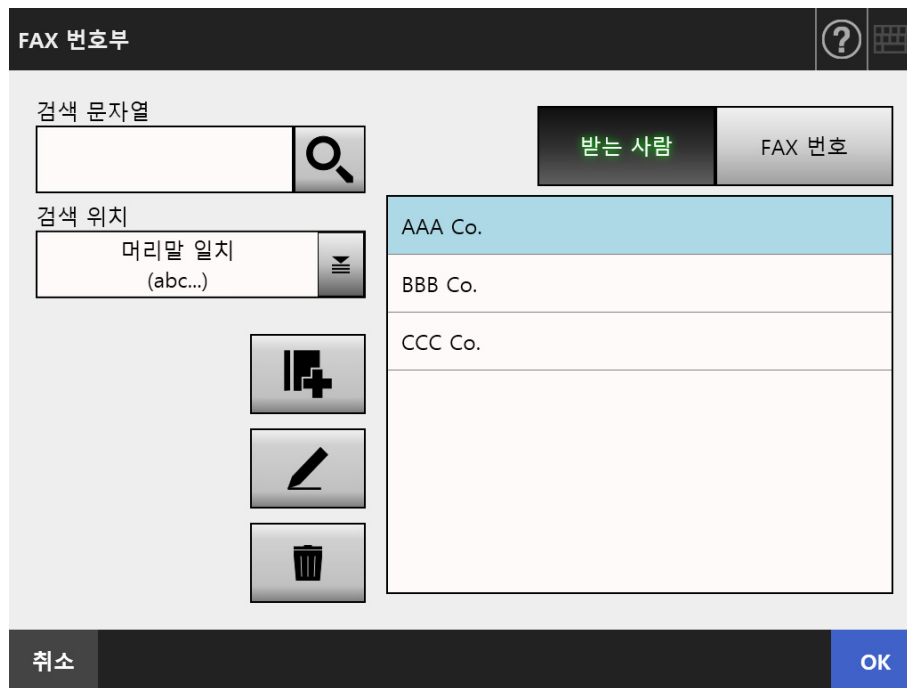 FAX 번호부
검색 문자열
받는 사람
FAX 번호
검색 위치
머리말 일치
(abc...)
AAA Co.
BBB Co.
CCC Co.
취소
OK